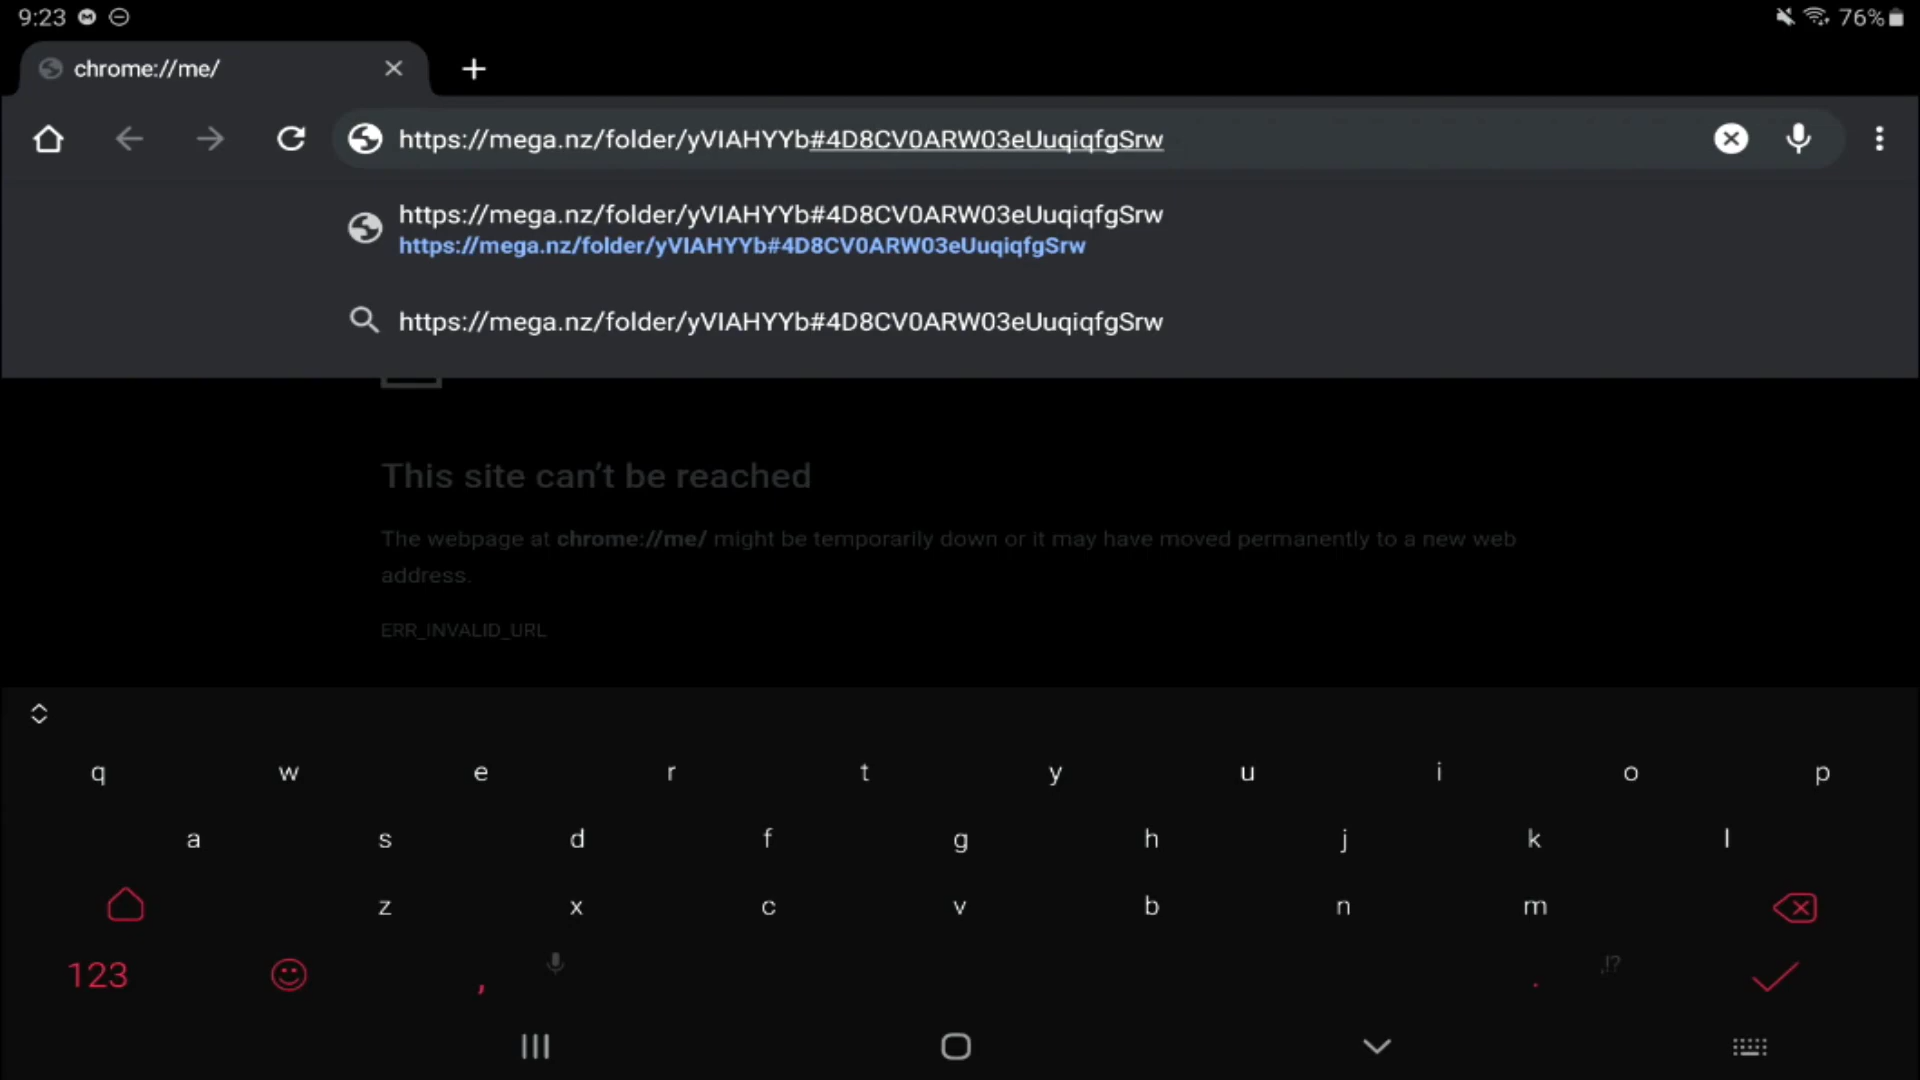 9:23
76%
chrome://me/
https://mega.nz/folder/yVIAHYYb#4D8CV0ARW03eUuqiqfgSrw
https://mega.nz/folder/yVIAHYYb#4D8CV0ARW03eUuqiqfgSrw
https://mega.nz/folder/yVIAHYYb#4D8CV0ARW03eUuqiqfgSrw
https://mega.nz/folder/yVIAHYYb#4D8CV0ARW03eUuqiqfgSrw
This site can’t be reached
The webpage at chrome://me/ might be temporarily down or it may have moved permanently to a new web
address.
ERR_INVALID_URL
q w e r t y u i o p
a s d f g h j k l
z x c v b n m
123 , . ,!?